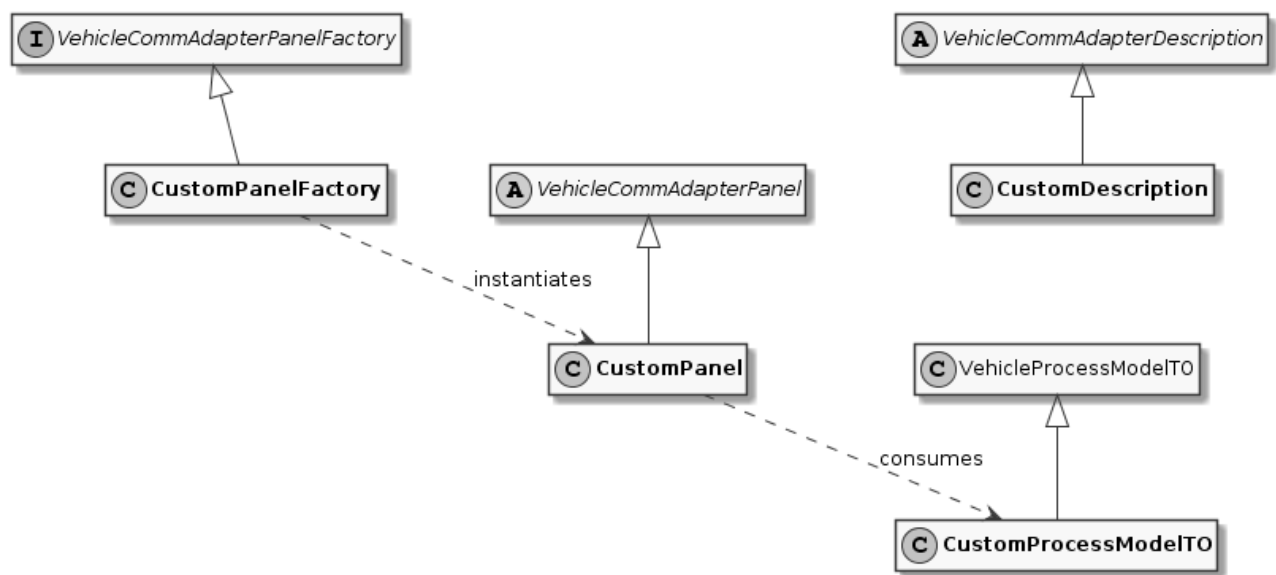 I VehicleCommAdapterPanelFactory
A VehicleCommAdapterDescription
C CustomPanelFactory
A VehicleCommAdapterPanel
C CustomDescription
instantiates
C CustomPanel
C VehicleProcessModelTO
consumes
C CustomProcessModelTO